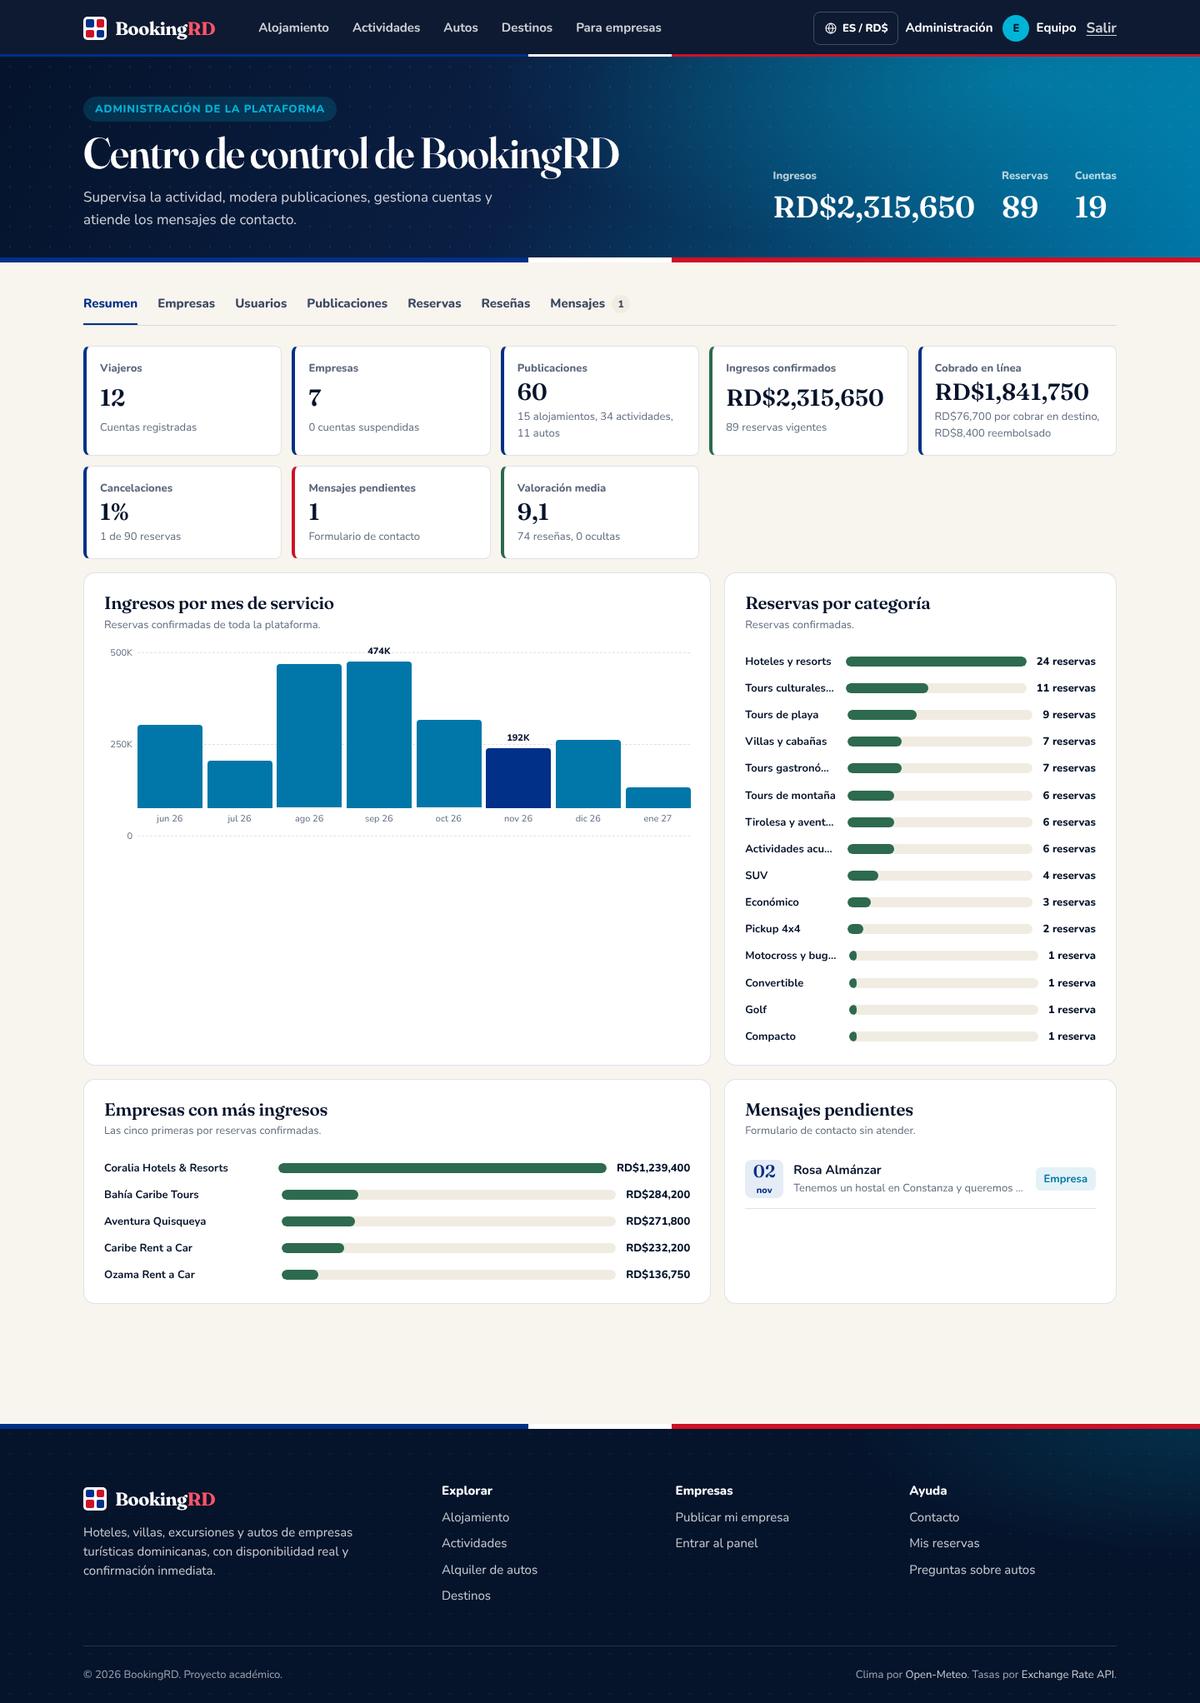 BookingRD
Alojamiento
Actividades
Autos
Destinos
Para empresas
ES / RD$
Administración
E
Equipo
Salir
ADMINISTRACIÓN DE LA PLATAFORMA
Centro de control de BookingRD
Supervisa la actividad, modera publicaciones, gestiona cuentas y
atiende los mensajes de contacto.
Ingresos
RD$2,315,650
Reservas
89
Cuentas
19
Resumen
Empresas
Usuarios
Publicaciones
Reservas
Reseñas
Mensajes 1
Viajeros
12
Cuentas registradas
Empresas
7
0 cuentas suspendidas
Publicaciones
60
15 alojamientos, 34 actividades,
11 autos
Ingresos confirmados
RD$2,315,650
89 reservas vigentes
Cobrado en línea
RD$1,841,750
RD$76,700 por cobrar en destino,
RD$8,400 reembolsado
Cancelaciones
1%
1 de 90 reservas
Mensajes pendientes
1
Formulario de contacto
Valoración media
9,1
74 reseñas, 0 ocultas
Ingresos por mes de servicio
Reservas confirmadas de toda la plataforma.
500K
474K
250K
192K
jun 26
jul 26
ago 26
sep 26
oct 26
nov 26
dic 26
ene 27
0
Reservas por categoría
Reservas confirmadas.
Hoteles y resorts 24 reservas
Tours culturales... 11 reservas
Tours de playa 9 reservas
Villas y cabañas 7 reservas
Tours gastronó... 7 reservas
Tours de montaña 6 reservas
Tirolesa y avent... 6 reservas
Actividades acu... 6 reservas
SUV 4 reservas
Económico 3 reservas
Pickup 4x4 2 reservas
Motocross y bug... 1 reserva
Convertible 1 reserva
Golf 1 reserva
Compacto 1 reserva
Empresas con más ingresos
Las cinco primeras por reservas confirmadas.
Coralia Hotels & Resorts RD$1,239,400
Bahía Caribe Tours RD$284,200
Aventura Quisqueya RD$271,800
Caribe Rent a Car RD$232,200
Ozama Rent a Car RD$136,750
Mensajes pendientes
Formulario de contacto sin atender.
02
nov
Rosa Almánzar
Tenemos un hostal en Constanza y queremos ...
Empresa
BookingRD
Hoteles, villas, excursiones y autos de empresas
turísticas dominicanas, con disponibilidad real y
confirmación inmediata.
Explorar
Alojamiento
Actividades
Alquiler de autos
Destinos
Empresas
Publicar mi empresa
Entrar al panel
Ayuda
Contacto
Mis reservas
Preguntas sobre autos
© 2026 BookingRD. Proyecto académico.
Clima por Open-Meteo. Tasas por Exchange Rate API.